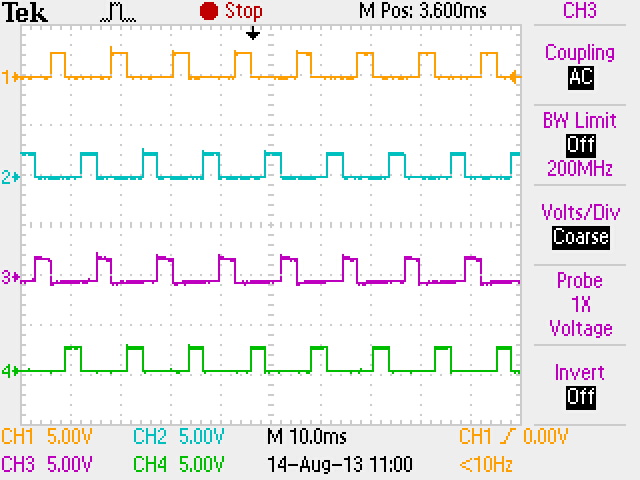 Tek Stop M Pos: 3.600ms CH3
Coupling
AC
BW Limit
Off
200MHz
Volts/Div
Coarse
Probe
1X
Voltage
Invert
Off
1
2
3
4
CH1 5.00V CH2 5.00V M 10.0ms CH1 0.00V
CH3 5.00V CH4 5.00V 14-Aug-13 11:00 <10Hz